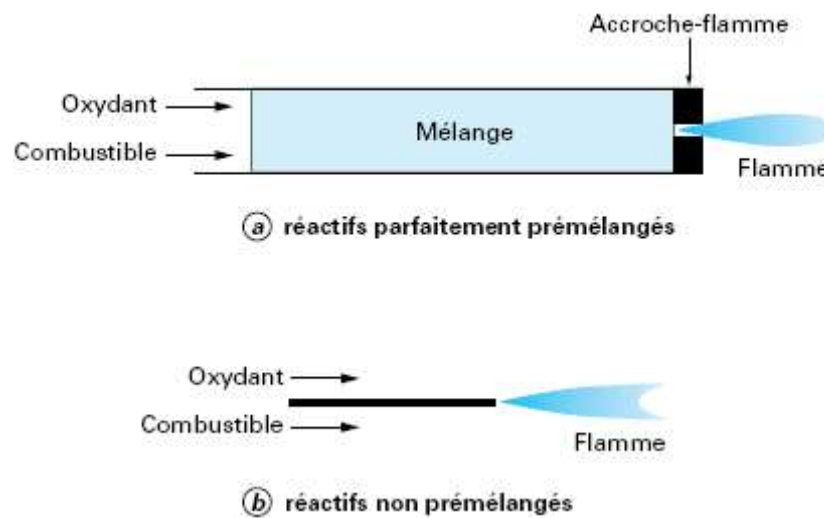 Accroche-flamme
Oxydant
Mélange
Combustible
Flamme
a réactifs parfaitement prémélangés
Oxydant
Combustible
Flamme
b réactifs non prémélangés